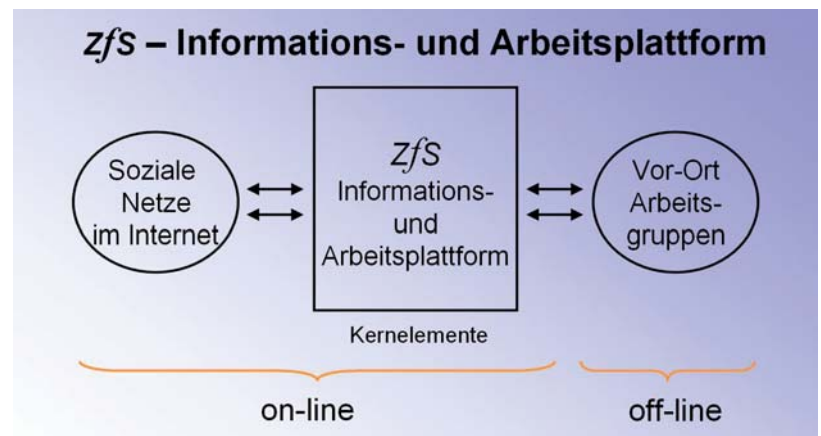 zfs – Informations- und Arbeitsplattform
Soziale
Netze
im Internet
zfs
Informations-
und
Arbeitsplattform
Vor-Ort
Arbeits-
gruppen
Kernelemente
on-line
off-line